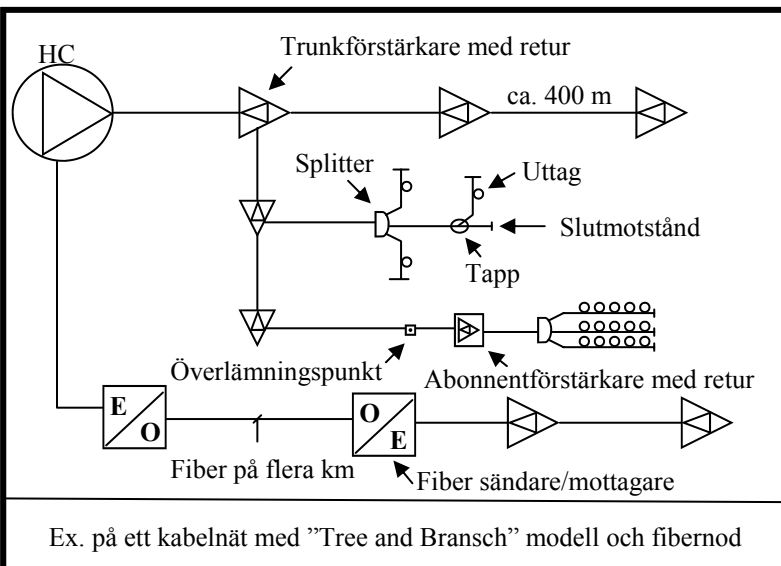 Trunkförstärkare med retur
HC
ca. 400 m
Splitter
Uttag
Slutmotstånd
Tapp
Överlämningspunkt
Abonnentförstärkare med retur
E
O
O
E
Fiber på flera km
Fiber sändare/mottagare
Ex. på ett kabelnät med ”Tree and Bransch” modell och fibernod